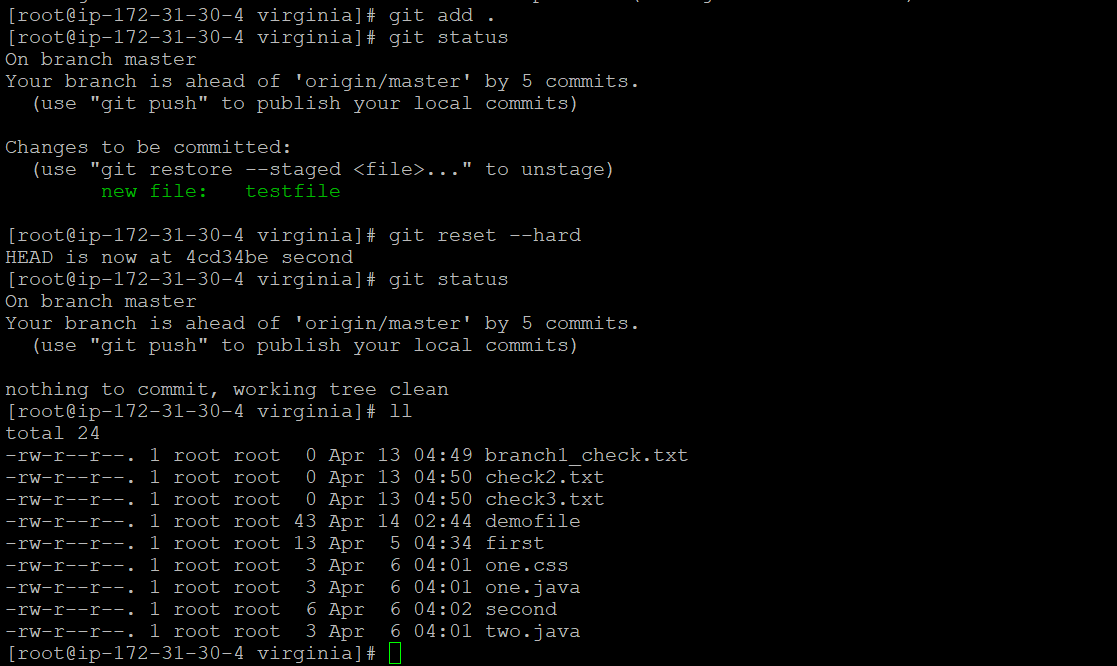 [root@ip-172-31-30-4 virginia]# git add .
[root@ip-172-31-30-4 virginia]# git status
On branch master
Your branch is ahead of 'origin/master' by 5 commits.
  (use "git push" to publish your local commits)

Changes to be committed:
  (use "git restore --staged <file>..." to unstage)
        new file:   testfile

[root@ip-172-31-30-4 virginia]# git reset --hard
HEAD is now at 4cd34be second
[root@ip-172-31-30-4 virginia]# git status
On branch master
Your branch is ahead of 'origin/master' by 5 commits.
  (use "git push" to publish your local commits)

nothing to commit, working tree clean
[root@ip-172-31-30-4 virginia]# ll
total 24
-rw-r--r--. 1 root root  0 Apr 13 04:49 branch1_check.txt
-rw-r--r--. 1 root root  0 Apr 13 04:50 check2.txt
-rw-r--r--. 1 root root  0 Apr 13 04:50 check3.txt
-rw-r--r--. 1 root root 43 Apr 14 02:44 demofile
-rw-r--r--. 1 root root 13 Apr  5 04:34 first
-rw-r--r--. 1 root root  3 Apr  6 04:01 one.css
-rw-r--r--. 1 root root  3 Apr  6 04:01 one.java
-rw-r--r--. 1 root root  6 Apr  6 04:02 second
-rw-r--r--. 1 root root  3 Apr  6 04:01 two.java
[root@ip-172-31-30-4 virginia]#